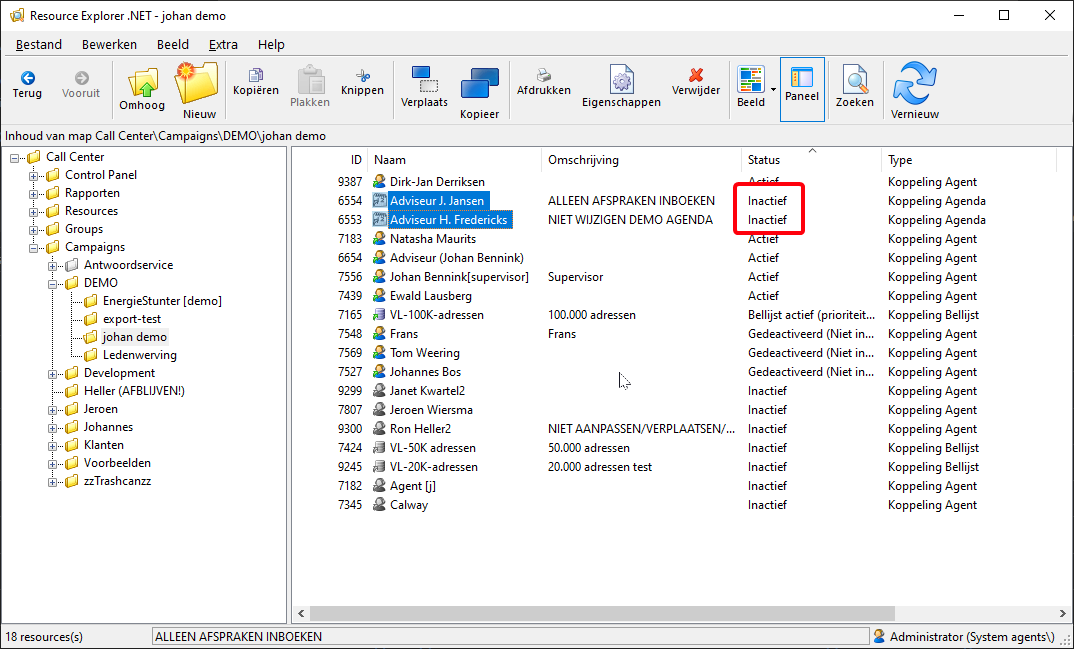 Resource Explorer .NET - johan demo
Bestand Bewerken Beeld Extra Help
Terug Vooruit Omhoog Nieuw Kopiëren Plakken Knippen Verplaats Kopieer Afdrukken Eigenschappen Verwijder Beeld Paneel Zoeken Vernieuw
Inhoud van map Call Center\Campaigns\DEMO\johan demo
Call Center
Control Panel
Rapporten
Resources
Groups
Campaigns
Antwoordservice
DEMO
EnergieStunter [demo]
export-test
johan demo
Ledenwerving
Development
Heller (AFBLIJVEN!)
Jeroen
Johannes
Klanten
Voorbeelden
zzTrashcanzz
ID Naam Omschrijving Status Type
9387 Dirk-Jan Derriksen Actief Koppeling Agent
6554 Adviseur J. Jansen ALLEEN AFSPRAKEN INBOEKEN Inactief Koppeling Agenda
6553 Adviseur H. Fredericks NIET WIJZIGEN DEMO AGENDA Inactief Koppeling Agenda
7183 Natasha Maurits Actief Koppeling Agent
6654 Adviseur (Johan Bennink) Actief Koppeling Agent
7556 Johan Bennink[supervisor] Supervisor Actief Koppeling Agent
7439 Ewald Lausberg Actief Koppeling Agent
7165 VL-100K-adressen 100.000 adressen Bellijst actief (prioriteit... Koppeling Bellijst
7548 Frans Frans Gedeactiveerd (Niet in... Koppeling Agent
7569 Tom Weering Gedeactiveerd (Niet in... Koppeling Agent
7527 Johannes Bos Gedeactiveerd (Niet in... Koppeling Agent
9299 Janet Kwartel2 Inactief Koppeling Agent
7807 Jeroen Wiersma Inactief Koppeling Agent
9300 Ron Heller2 NIET AANPASSEN/VERPLAATSEN/... Inactief Koppeling Agent
7424 VL-50K adressen 50.000 adressen Inactief Koppeling Bellijst
9245 VL-20K-adressen 20.000 adressen test Inactief Koppeling Bellijst
7182 Agent [j] Inactief Koppeling Agent
7345 Calway Inactief Koppeling Agent
18 resources(s) ALLEEN AFSPRAKEN INBOEKEN Administrator (System agents\)